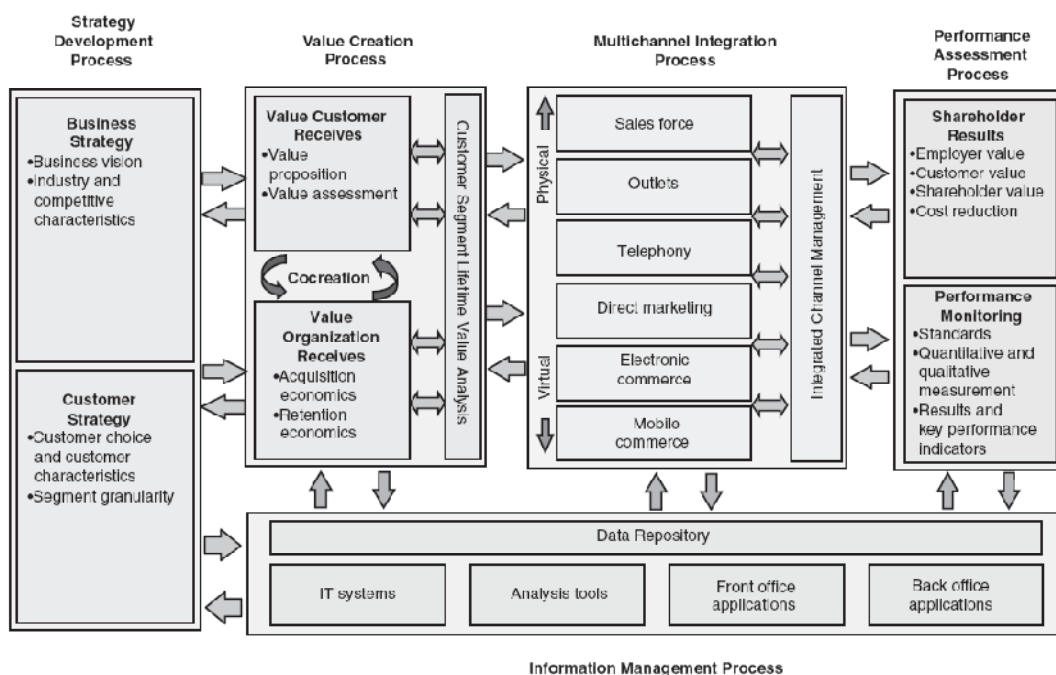 Strategy
Development
Process
Value Creation
Process
Multichannel Integration
Process
Performance
Assessment
Process
Business
Strategy
•Business vision
•Industry and
competitive
characteristics
Customer
Strategy
•Customer choice
and customer
characteristics
•Segment granularity
Value Customer
Receives
•Value
proposition
•Value assessment
Cocreation
Value
Organization
Receives
•Acquisition
economics
•Retention
economics
Customer Segment Lifetime Value Analysis
Physical
Virtual
Sales force
Outlets
Telephony
Direct marketing
Electronic
commerce
Mobile
commerce
Integrated Channel Management
Shareholder
Results
•Employer value
•Customer value
•Shareholder value
•Cost reduction
Performance
Monitoring
•Standards
•Quantitative and
qualitative
measurement
•Results and
key performance
indicators
Data Repository
IT systems
Analysis tools
Front office
applications
Back office
applications
Information Management Process